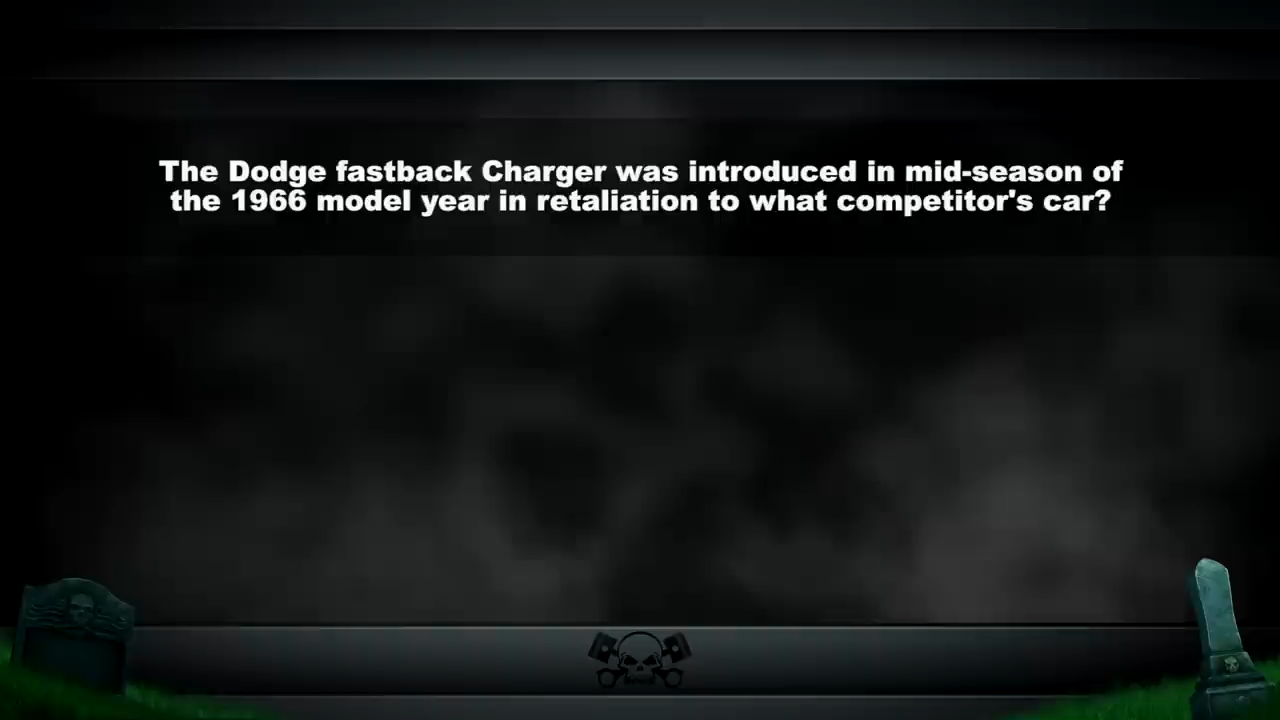 The Dodge fastback Charger was introduced in mid-season of
the 1966 model year in retaliation to what competitor's car?